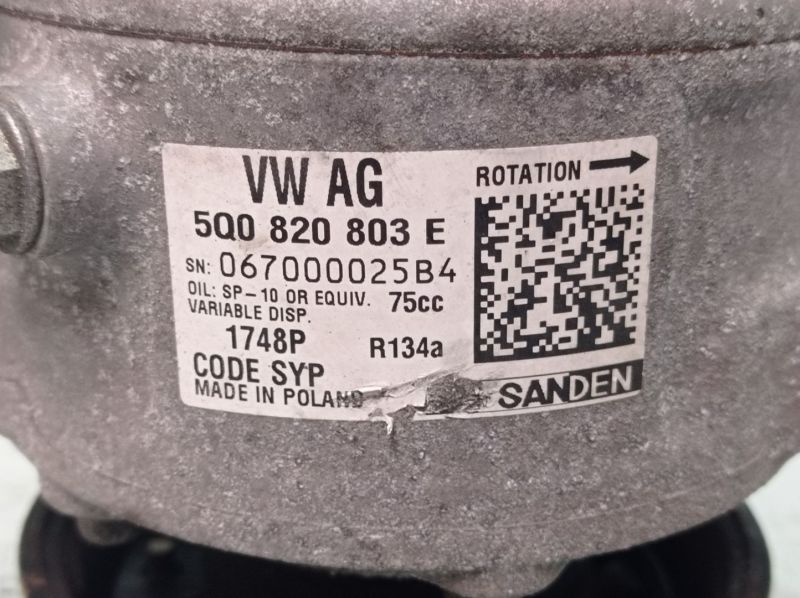 VW AG
ROTATION
5Q0 820 803 E
SN: 067000025B4
OIL: SP-10 OR EQUIV. 75cc
VARIABLE DISP.
1748P R134a
CODE SYP
MADE IN POLAND
SANDEN